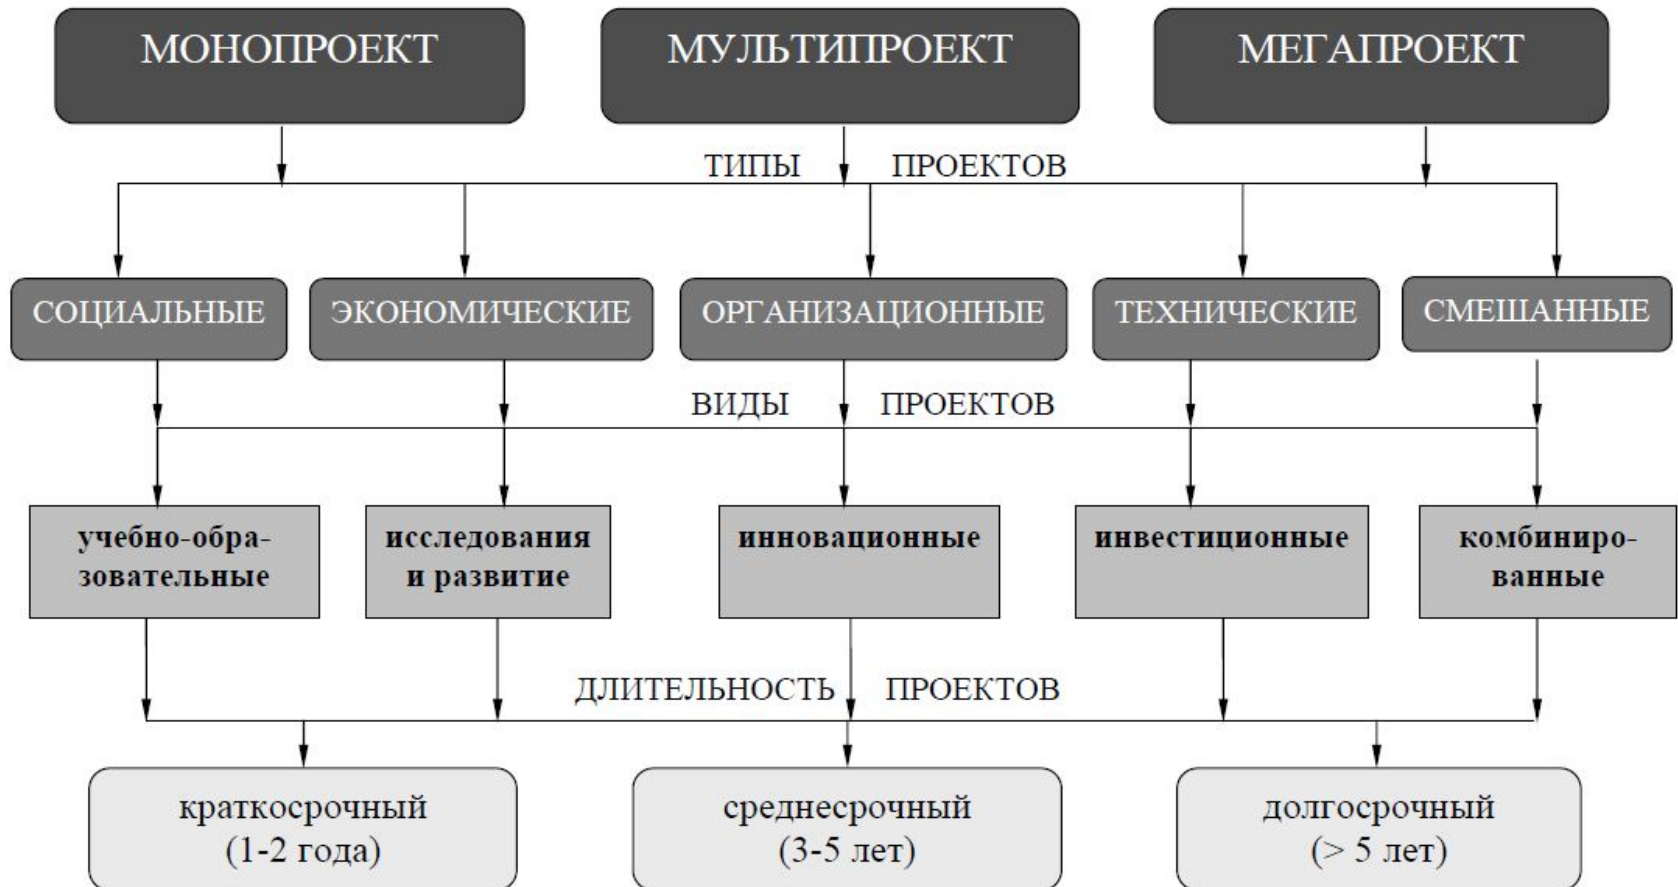 МОНОПРОЕКТ
МУЛЬТИПРОЕКТ
МЕГАПРОЕКТ
ТИПЫ ПРОЕКТОВ
СОЦИАЛЬНЫЕ
ЭКОНОМИЧЕСКИЕ
ОРГАНИЗАЦИОННЫЕ
ТЕХНИЧЕСКИЕ
СМЕШАННЫЕ
ВИДЫ ПРОЕКТОВ
учебно-обра-
зовательные
исследования
и развитие
инновационные
инвестиционные
комбиниро-
ванные
ДЛИТЕЛЬНОСТЬ ПРОЕКТОВ
краткосрочный
(1-2 года)
среднесрочный
(3-5 лет)
долгосрочный
(> 5 лет)